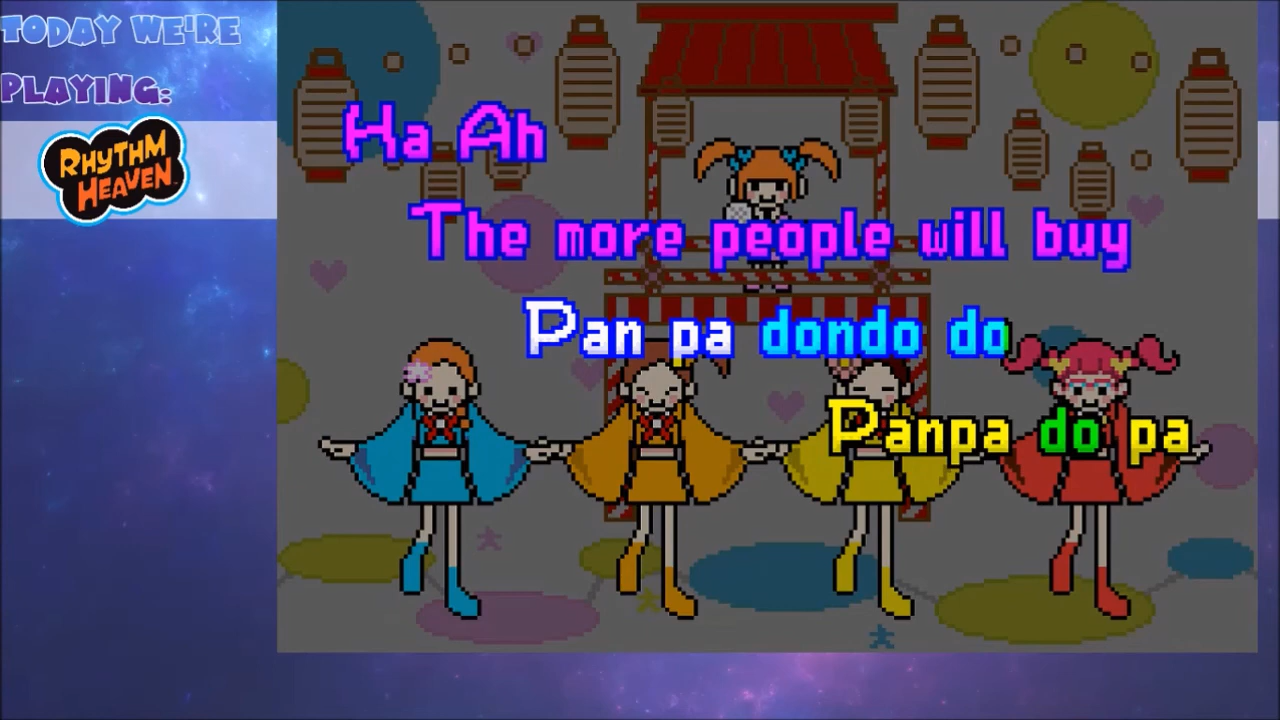 TODAY WE'RE
PLAYING:
RHYTHM
HEAVEN™
Ha Ah
The more people will buy
Pan pa dondo do
Panpa do pa